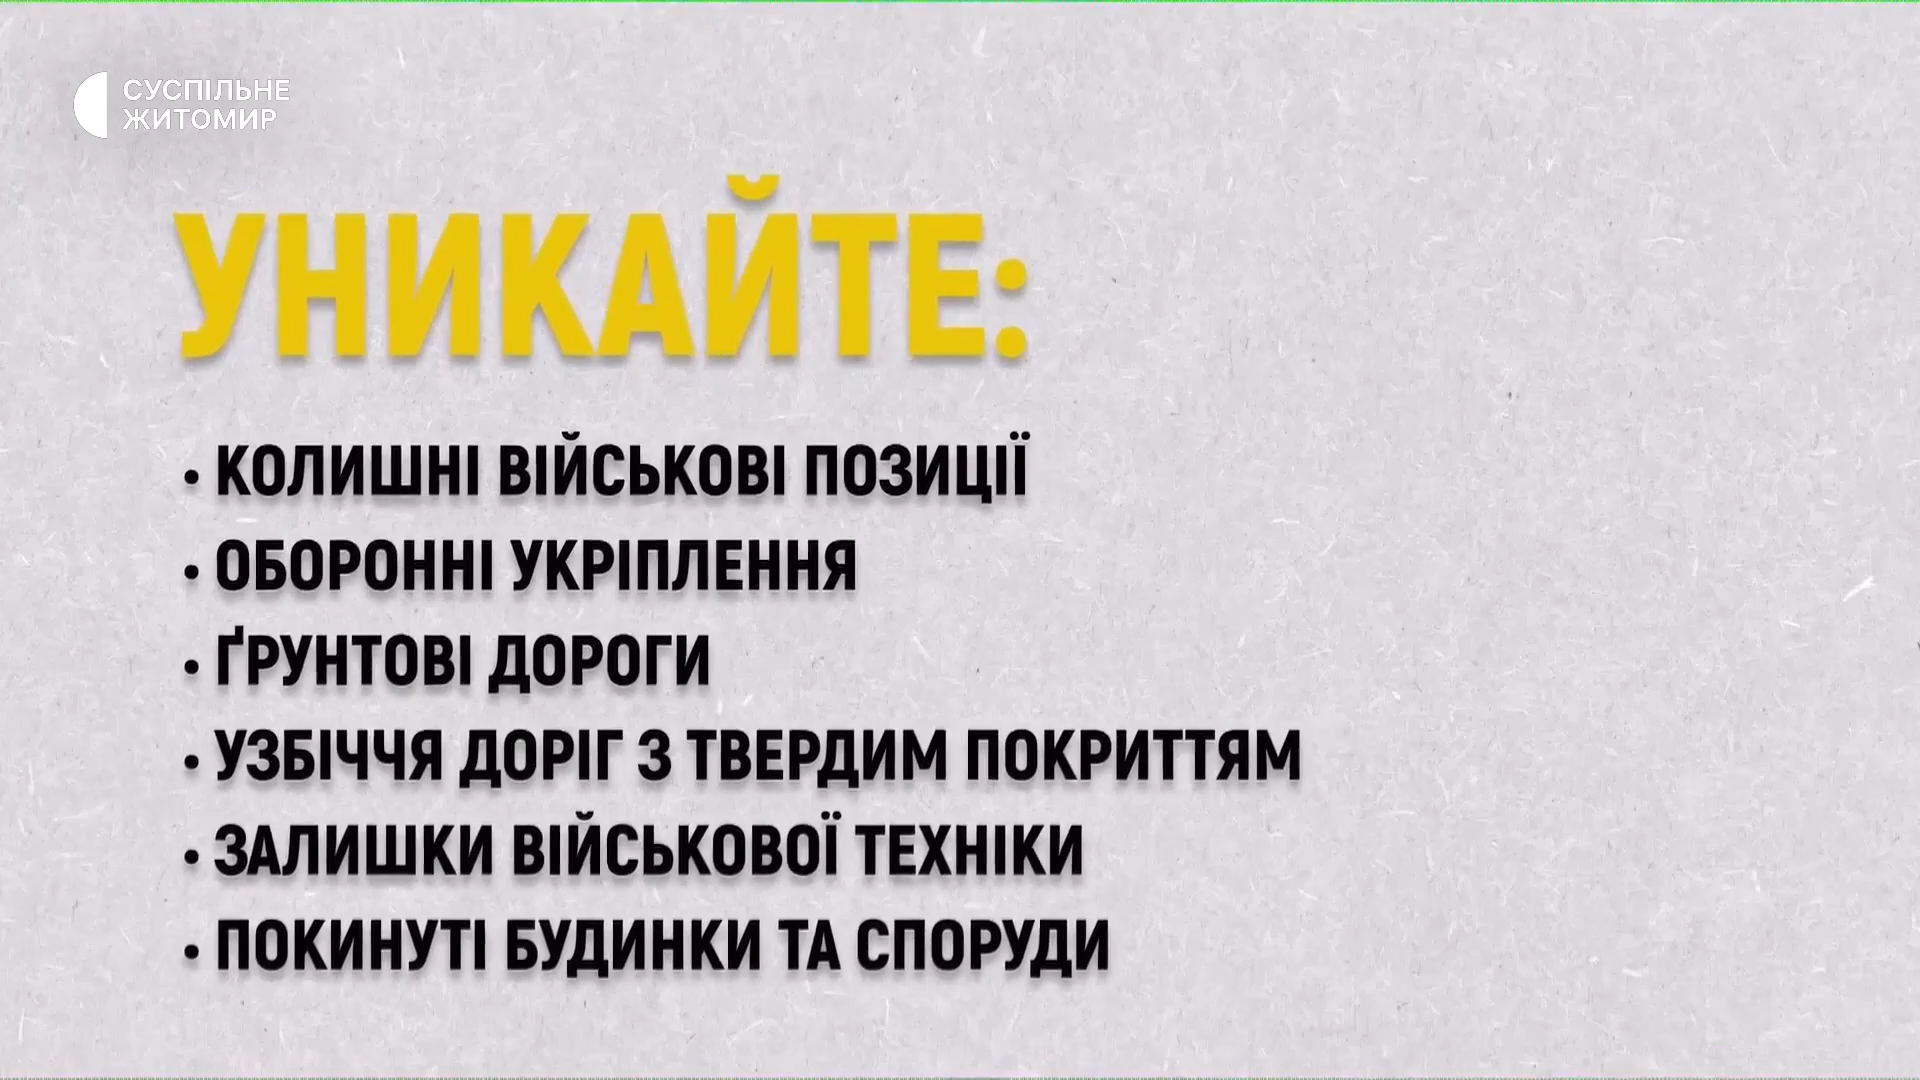 СУСПІЛЬНЕ
ЖИТОМИР
УНИКАЙТЕ:
• КОЛИШНІ ВІЙСЬКОВІ ПОЗИЦІЇ
• ОБОРОННІ УКРІПЛЕННЯ
• ҐРУНТОВІ ДОРОГИ
• УЗБІЧЧЯ ДОРІГ З ТВЕРДИМ ПОКРИТТЯМ
• ЗАЛИШКИ ВІЙСЬКОВОЇ ТЕХНІКИ
• ПОКИНУТІ БУДИНКИ ТА СПОРУДИ